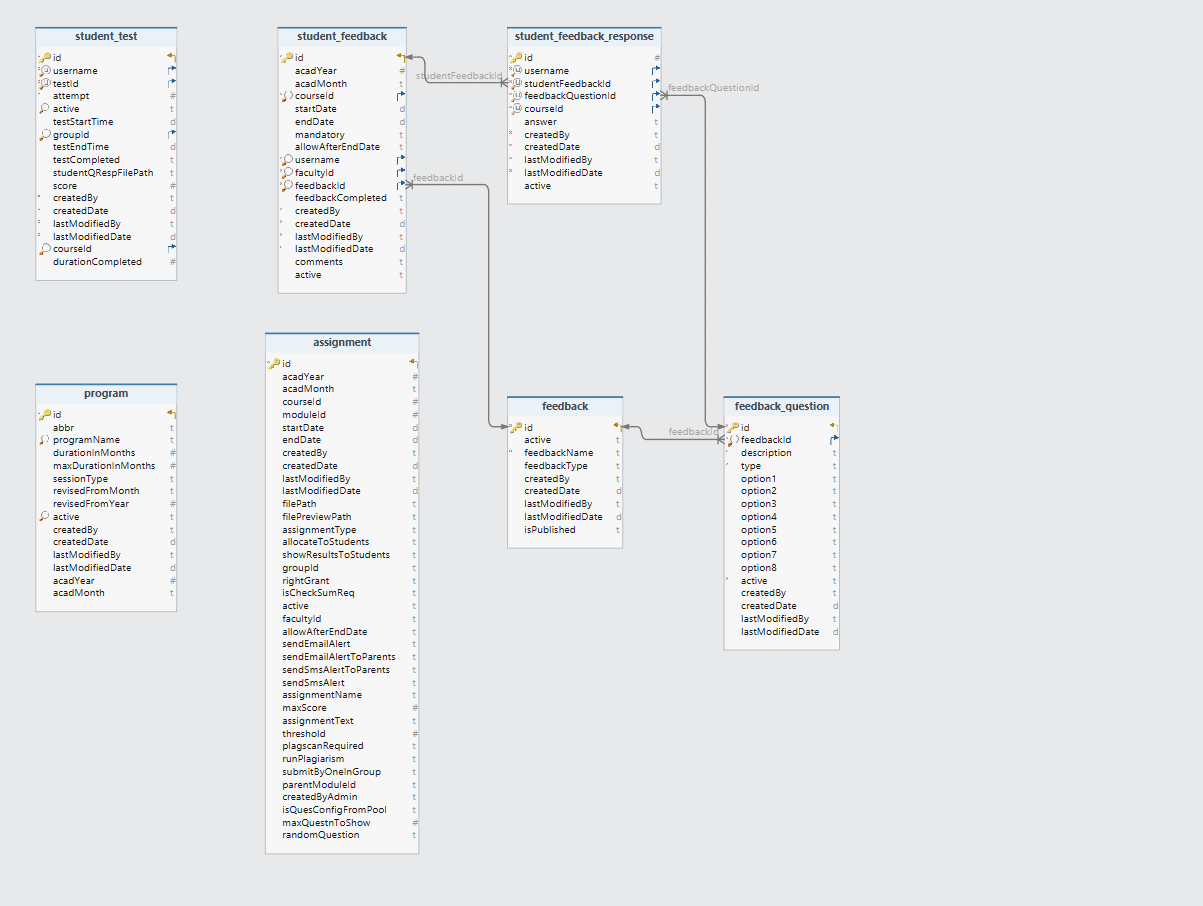 student_test
id
username
testId
attempt #
active t
testStartTime d
groupId
testEndTime d
testCompleted t
studentQRespFilePath t
score #
createdBy t
createdDate d
lastModifiedBy t
lastModifiedDate d
courseId
durationCompleted #
student_feedback
id
acadYear #
acadMonth t
courseId
startDate d
endDate d
mandatory t
allowAfterEndDate t
username
facultyId
feedbackId
feedbackCompleted t
createdBy t
createdDate d
lastModifiedBy t
lastModifiedDate d
comments t
active t
studentFeedbackId
feedbackId
student_feedback_response
id #
username
studentFeedbackId
feedbackQuestionId
courseId
answer t
createdBy t
createdDate d
lastModifiedBy t
lastModifiedDate d
active t
feedbackQuestionId
program
id
abbr t
programName t
durationInMonths #
maxDurationInMonths #
sessionType t
revisedFromMonth t
revisedFromYear #
active t
createdBy t
createdDate d
lastModifiedBy t
lastModifiedDate d
acadYear #
acadMonth t
assignment
id
acadYear #
acadMonth t
courseId #
moduleId #
startDate d
endDate d
createdBy t
createdDate d
lastModifiedBy t
lastModifiedDate d
filePath t
filePreviewPath t
assignmentType t
allocateToStudents t
showResultsToStudents t
groupId t
rightGrant t
isCheckSumReq t
active t
facultyId t
allowAfterEndDate t
sendEmailAlert t
sendEmailAlertToParents t
sendSmsAlertToParents t
sendSmsAlert t
assignmentName t
maxScore #
assignmentText t
threshold #
plagscanRequired t
runPlagiarism t
submitByOneInGroup t
parentModuleId t
createdByAdmin t
isQuesConfigFromPool t
maxQuestnToShow #
randomQuestion t
feedback
id
active t
feedbackName t
feedbackType t
createdBy t
createdDate d
lastModifiedBy t
lastModifiedDate d
isPublished t
feedbackId
feedback_question
id
feedbackId
description t
type t
option1 t
option2 t
option3 t
option4 t
option5 t
option6 t
option7 t
option8 t
active t
createdBy t
createdDate d
lastModifiedBy t
lastModifiedDate d